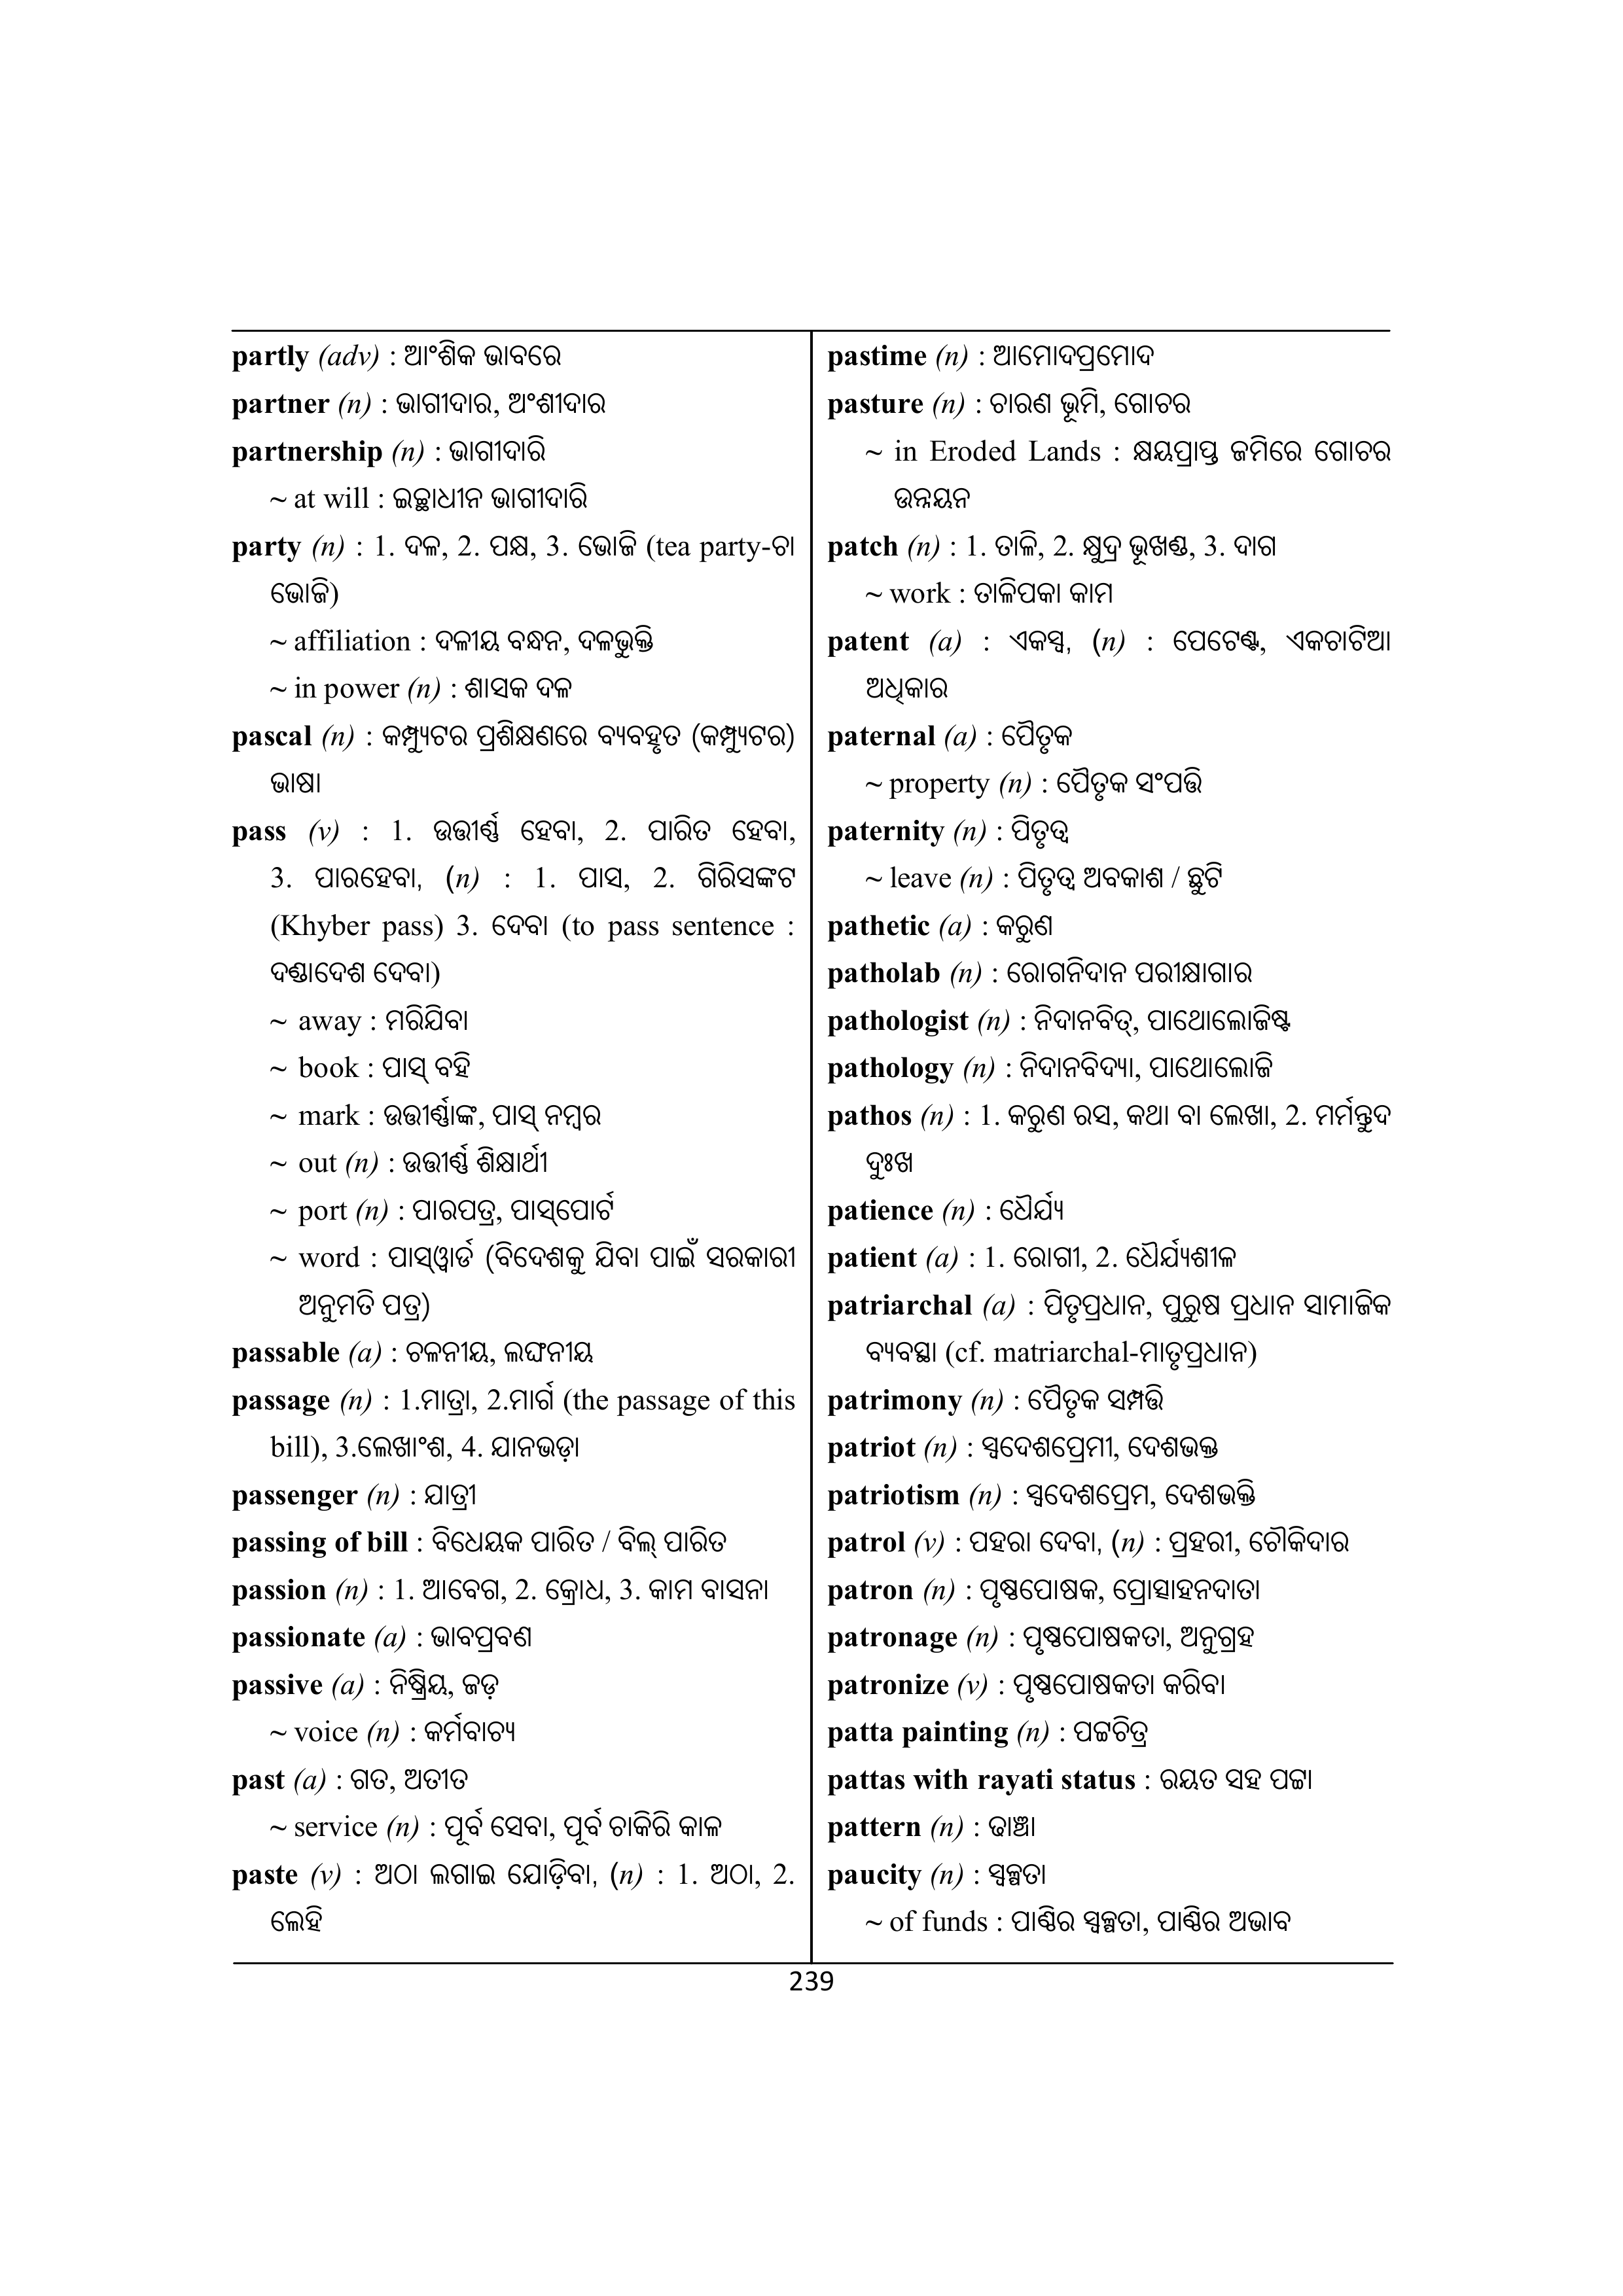 partly (adv) : ଆଂଶିକ ଭାବରେ
partner (n) : ଭାଗୀଦାର, ଅଂଶୀଦାର
partnership (n) : ଭାଗୀଦାରି
~ at will : ଇଚ୍ଛାଧୀନ ଭାଗୀଦାରି
party (n) : 1. ଦଳ, 2. ପକ୍ଷ, 3. ଭୋଜି (tea party-ଚା
ଭୋଜି)
~ affiliation : ଦଳୀୟ ବନ୍ଧନ, ଦଳଭୁକ୍ତି
~ in power (n) : ଶାସକ ଦଳ
pascal (n) : କମ୍ପ୍ୟୁଟର ପ୍ରଶିକ୍ଷଣରେ ବ୍ୟବହୃତ (କମ୍ପ୍ୟୁଟର)
ଭାଷା
pass (v) : 1. ଉତ୍ତୀର୍ଣ୍ଣ ହେବା, 2. ପାରିତ ହେବା,
3. ପାରହେବା, (n) : 1. ପାସ, 2. ଗିରିସଙ୍କଟ
(Khyber pass) 3. ଦେବା (to pass sentence :
ଦଣ୍ଡାଦେଶ ଦେବା)
~ away : ମରିଯିବା
~ book : ପାସ୍ ବହି
~ mark : ଉତ୍ତୀର୍ଣ୍ଣାଙ୍କ, ପାସ୍ ନମ୍ବର
~ out (n) : ଉତ୍ତୀର୍ଣ୍ଣ ଶିକ୍ଷାର୍ଥୀ
~ port (n) : ପାରପତ୍ର, ପାସ୍‌ପୋର୍ଟ
~ word : ପାସ୍‌ୱାର୍ଡ (ବିଦେଶକୁ ଯିବା ପାଇଁ ସରକାରୀ
ଅନୁମତି ପତ୍ର)
passable (a) : ଚଳନୀୟ, ଲଙ୍ଘନୀୟ
passage (n) : 1.ମାତ୍ରା, 2.ମାର୍ଗ (the passage of this
bill), 3.ଲେଖାଂଶ, 4. ଯାନଭଡ଼ା
passenger (n) : ଯାତ୍ରୀ
passing of bill : ବିଧେୟକ ପାରିତ / ବିଲ୍ ପାରିତ
passion (n) : 1. ଆବେଗ, 2. କ୍ରୋଧ, 3. କାମ ବାସନା
passionate (a) : ଭାବପ୍ରବଣ
passive (a) : ନିଷ୍କ୍ରିୟ, ଜଡ଼
~ voice (n) : କର୍ମବାଚ୍ୟ
past (a) : ଗତ, ଅତୀତ
~ service (n) : ପୂର୍ବ ସେବା, ପୂର୍ବ ଚାକିରି କାଳ
paste (v) : ଅଠା ଲଗାଇ ଯୋଡ଼ିବା, (n) : 1. ଅଠା, 2.
ଲେହି
pastime (n) : ଆମୋଦପ୍ରମୋଦ
pasture (n) : ଚାରଣ ଭୂମି, ଗୋଚର
~ in Eroded Lands : କ୍ଷୟପ୍ରାପ୍ତ ଜମିରେ ଗୋଚର
ଉନ୍ନୟନ
patch (n) : 1. ତାଳି, 2. କ୍ଷୁଦ୍ର ଭୂଖଣ୍ଡ, 3. ଦାଗ
~ work : ତାଳିପକା କାମ
patent (a) : ଏକସ୍ୱ, (n) : ପେଟେଣ୍ଟ, ଏକଚାଟିଆ
ଅଧିକାର
paternal (a) : ପୈତୃକ
~ property (n) : ପୈତୃକ ସଂପତ୍ତି
paternity (n) : ପିତୃତ୍ୱ
~ leave (n) : ପିତୃତ୍ୱ ଅବକାଶ / ଛୁଟି
pathetic (a) : କରୁଣ
patholab (n) : ରୋଗନିଦାନ ପରୀକ୍ଷାଗାର
pathologist (n) : ନିଦାନବିତ୍, ପାଥୋଲୋଜିଷ୍ଟ
pathology (n) : ନିଦାନବିଦ୍ୟା, ପାଥୋଲୋଜି
pathos (n) : 1. କରୁଣ ରସ, କଥା ବା ଲେଖା, 2. ମର୍ମନ୍ତୁଦ
ଦୁଃଖ
patience (n) : ଧୈର୍ଯ୍ୟ
patient (a) : 1. ରୋଗୀ, 2. ଧୈର୍ଯ୍ୟଶୀଳ
patriarchal (a) : ପିତୃପ୍ରଧାନ, ପୁରୁଷ ପ୍ରଧାନ ସାମାଜିକ
ବ୍ୟବସ୍ଥା (cf. matriarchal-ମାତୃପ୍ରଧାନ)
patrimony (n) : ପୈତୃକ ସମ୍ପତ୍ତି
patriot (n) : ସ୍ୱଦେଶପ୍ରେମୀ, ଦେଶଭକ୍ତ
patriotism (n) : ସ୍ୱଦେଶପ୍ରେମ, ଦେଶଭକ୍ତି
patrol (v) : ପହରା ଦେବା, (n) : ପ୍ରହରୀ, ଚୌକିଦାର
patron (n) : ପୃଷ୍ଠପୋଷକ, ପ୍ରୋତ୍ସାହନଦାତା
patronage (n) : ପୃଷ୍ଠପୋଷକତା, ଅନୁଗ୍ରହ
patronize (v) : ପୃଷ୍ଠପୋଷକତା କରିବା
patta painting (n) : ପଟ୍ଟଚିତ୍ର
pattas with rayati status : ରୟତ ସହ ପଟ୍ଟା
pattern (n) : ଢାଞ୍ଚା
paucity (n) : ସ୍ୱଳ୍ପତା
~ of funds : ପାଣ୍ଠିର ସ୍ୱଳ୍ପତା, ପାଣ୍ଠିର ଅଭାବ
239